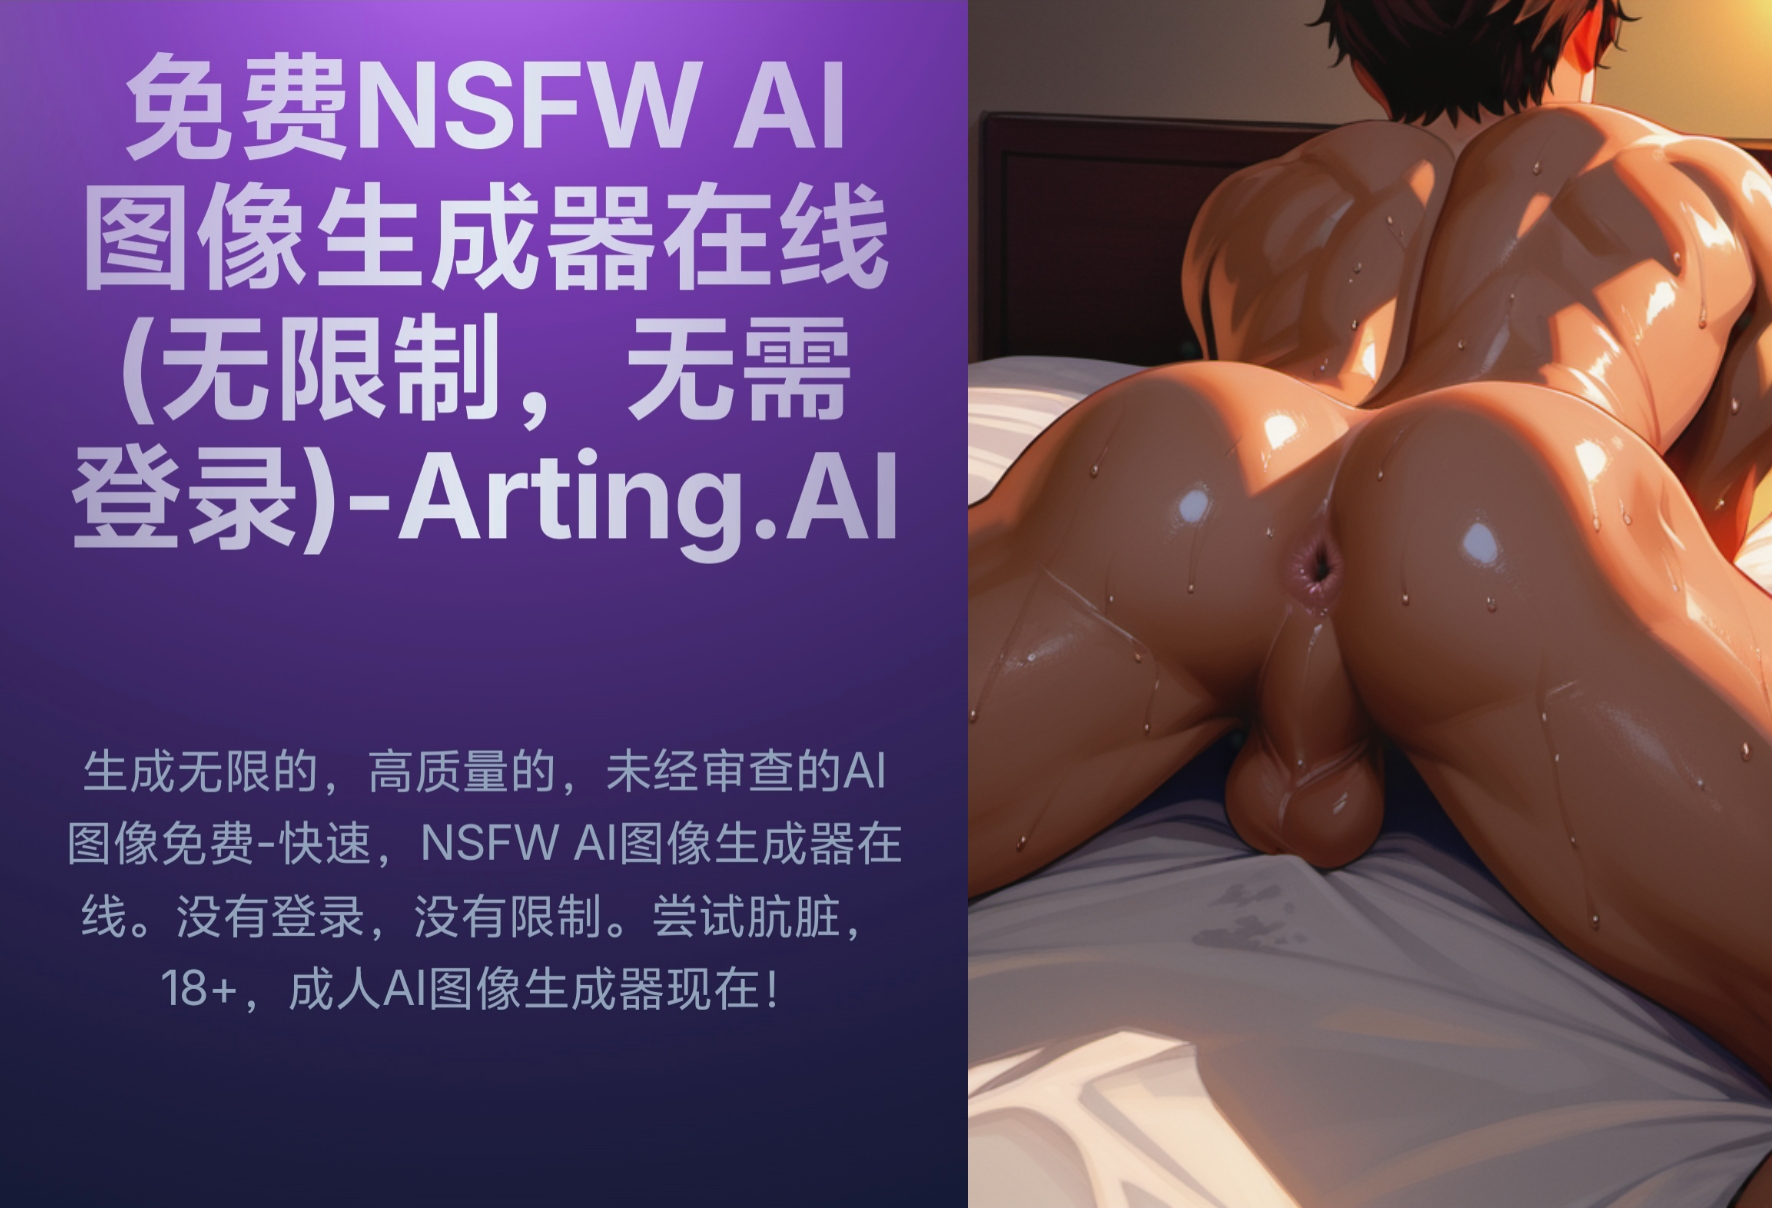 免费NSFW AI
图像生成器在线
(无限制，无需
登录)-Arting.AI
生成无限的，高质量的，未经审查的AI
图像免费-快速，NSFW AI图像生成器在
线。没有登录，没有限制。尝试肮脏，
18+，成人AI图像生成器现在！